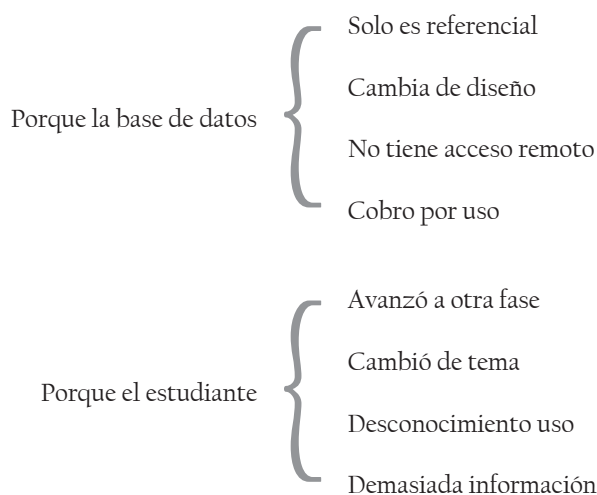 Porque la base de datos
Solo es referencial
Cambia de diseño
No tiene acceso remoto
Cobro por uso
Porque el estudiante
Avanzó a otra fase
Cambió de tema
Desconocimiento uso
Demasiada información